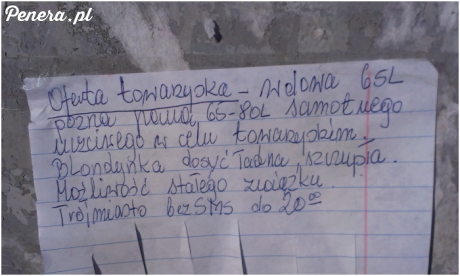 Penera.pl
Oferta towarzyska - wdowa 65L
pozna pana 65-80L samotnego
uczciwego w celu towarzyskim.
Blondynka dosyć ładna, szczupła.
Możliwość stałego związku.
Trójmiasto bez SMS do 20⁰⁰